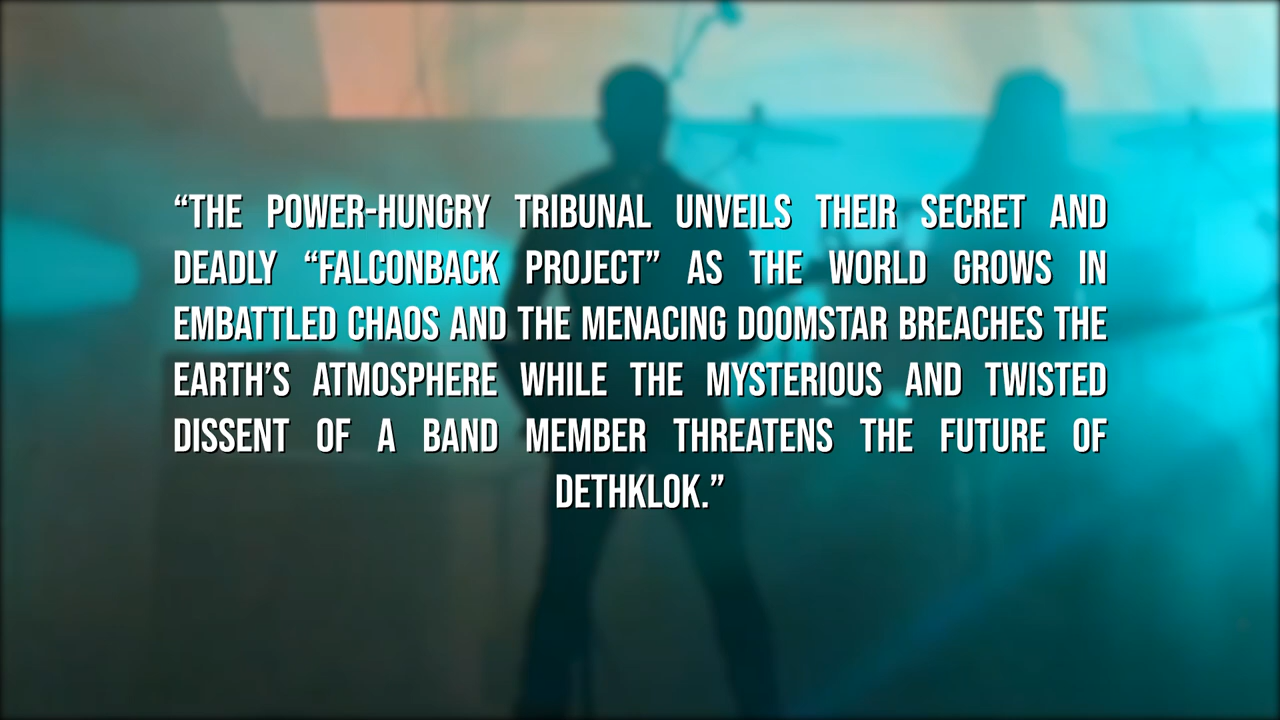 “THE POWER-HUNGRY TRIBUNAL UNVEILS THEIR SECRET AND
DEADLY “FALCONBACK PROJECT” AS THE WORLD GROWS IN
EMBATTLED CHAOS AND THE MENACING DOOMSTAR BREACHES THE
EARTH’S ATMOSPHERE WHILE THE MYSTERIOUS AND TWISTED
DISSENT OF A BAND MEMBER THREATENS THE FUTURE OF
DETHKLOK.”